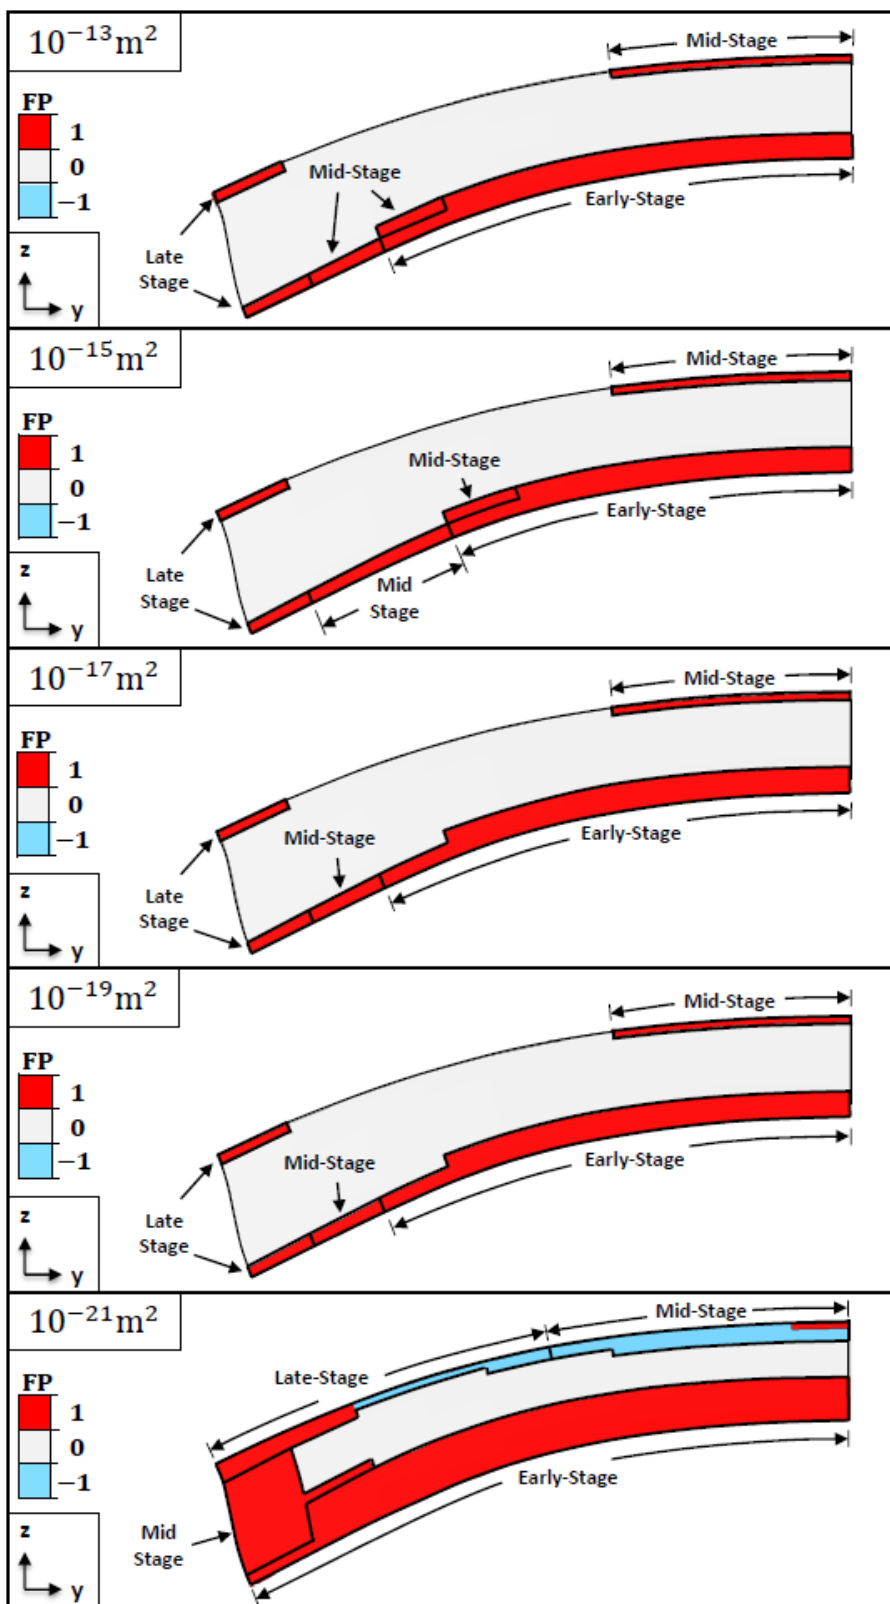 10⁻¹³m²
Mid-Stage
FP
1
0
−1
Mid-Stage
Early-Stage
Late
Stage
z
y
10⁻¹⁵m²
Mid-Stage
FP
1
0
−1
Mid-Stage
Early-Stage
Late
Stage
Mid
Stage
z
y
10⁻¹⁷m²
Mid-Stage
FP
1
0
−1
Mid-Stage
Early-Stage
Late
Stage
z
y
10⁻¹⁹m²
Mid-Stage
FP
1
0
−1
Mid-Stage
Early-Stage
Late
Stage
z
y
10⁻²¹m²
Mid-Stage
Late-Stage
FP
1
0
−1
Early-Stage
Mid
Stage
z
y